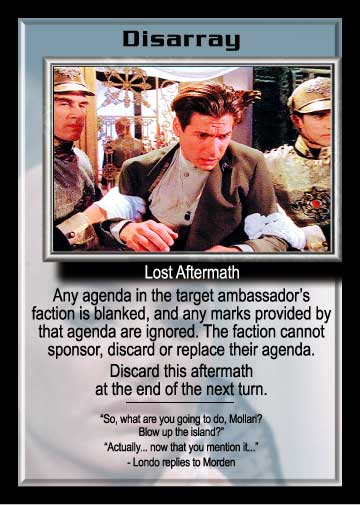 Disarray
Lost Aftermath
Any agenda in the target ambassador's
faction is blanked, and any marks provided by
that agenda are ignored. The faction cannot
sponsor, discard or replace their agenda.
Discard this aftermath
at the end of the next turn.
"So, what are you going to do, Mollari?
Blow up the island?"
"Actually... now that you mention it..."
- Londo replies to Morden